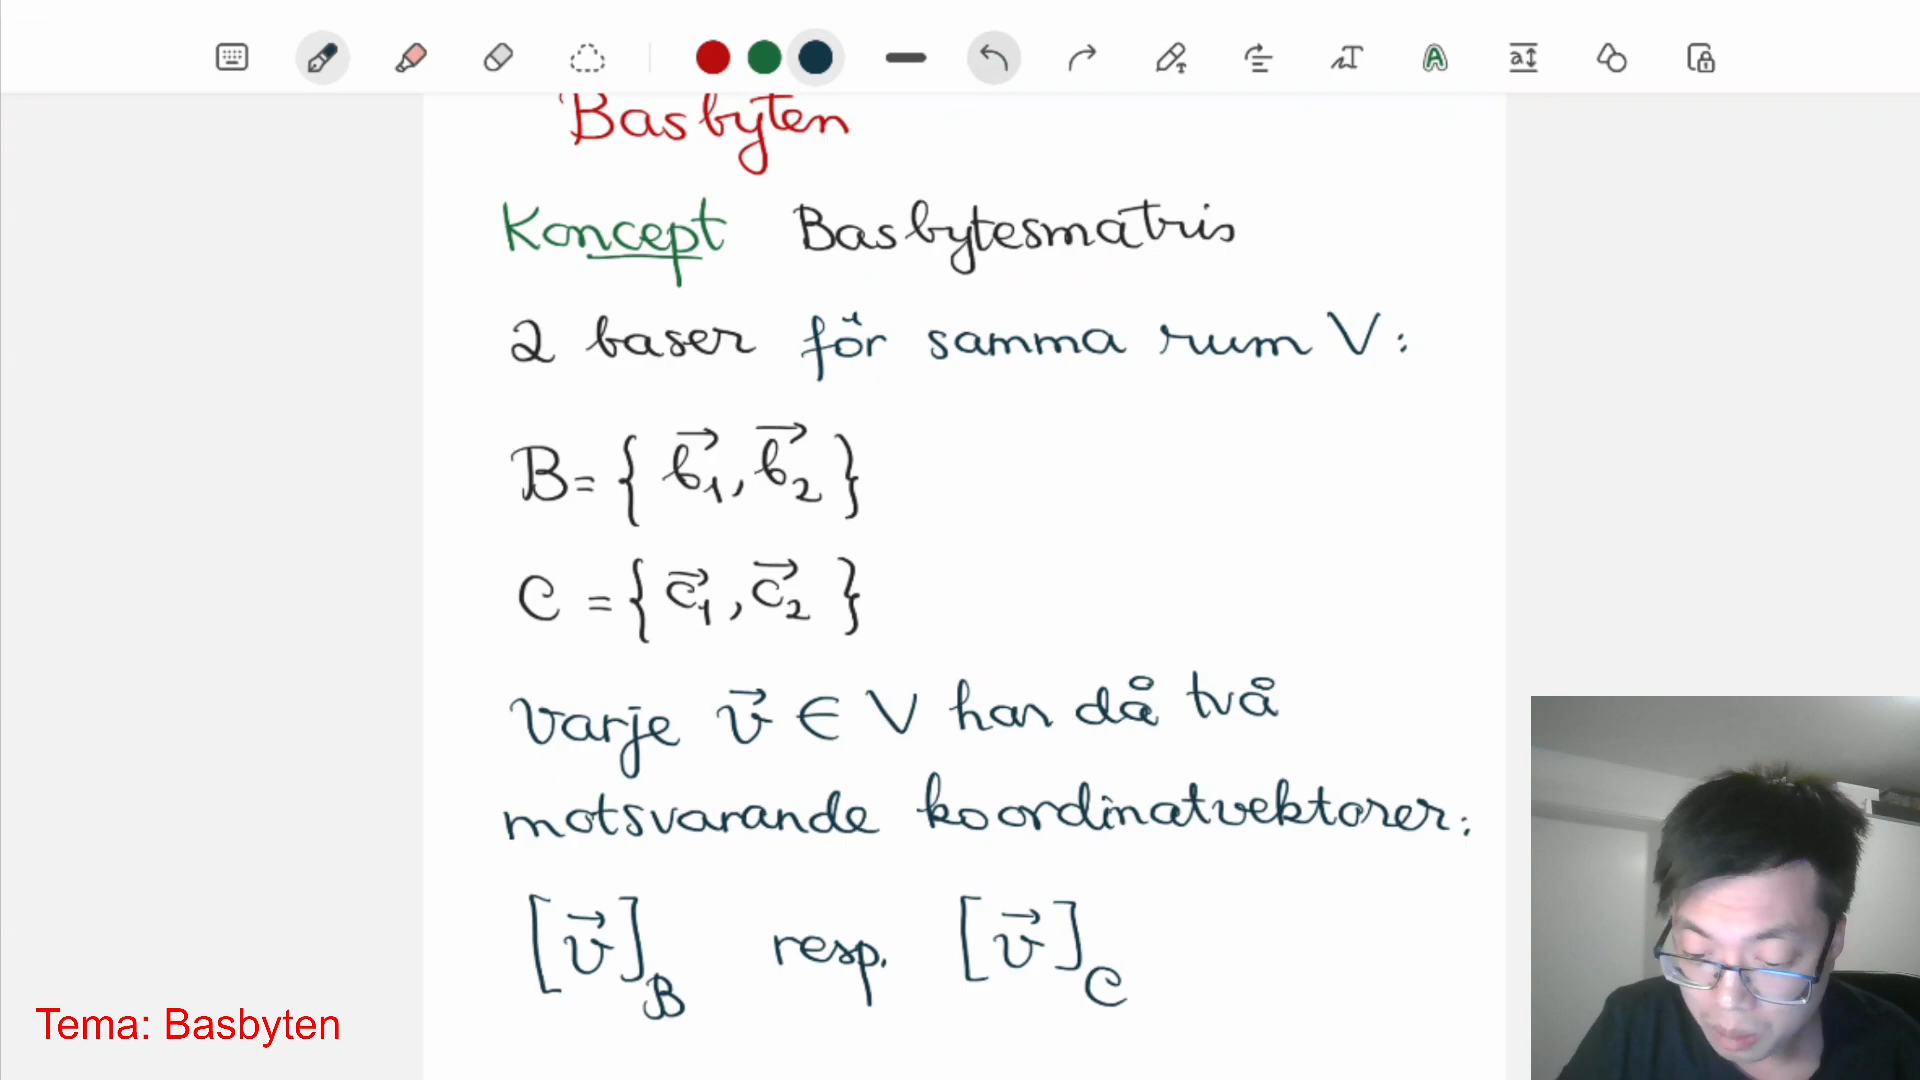 Basbyten
Koncept Basbytesmatris
2 baser för samma rum V:
B = { b⃗₁, b⃗₂ }
C = { c⃗₁, c⃗₂ }
Varje v⃗ ∈ V har då två
motsvarande koordinatvektorer:
[v⃗]_B resp. [v⃗]_C
Tema: Basbyten